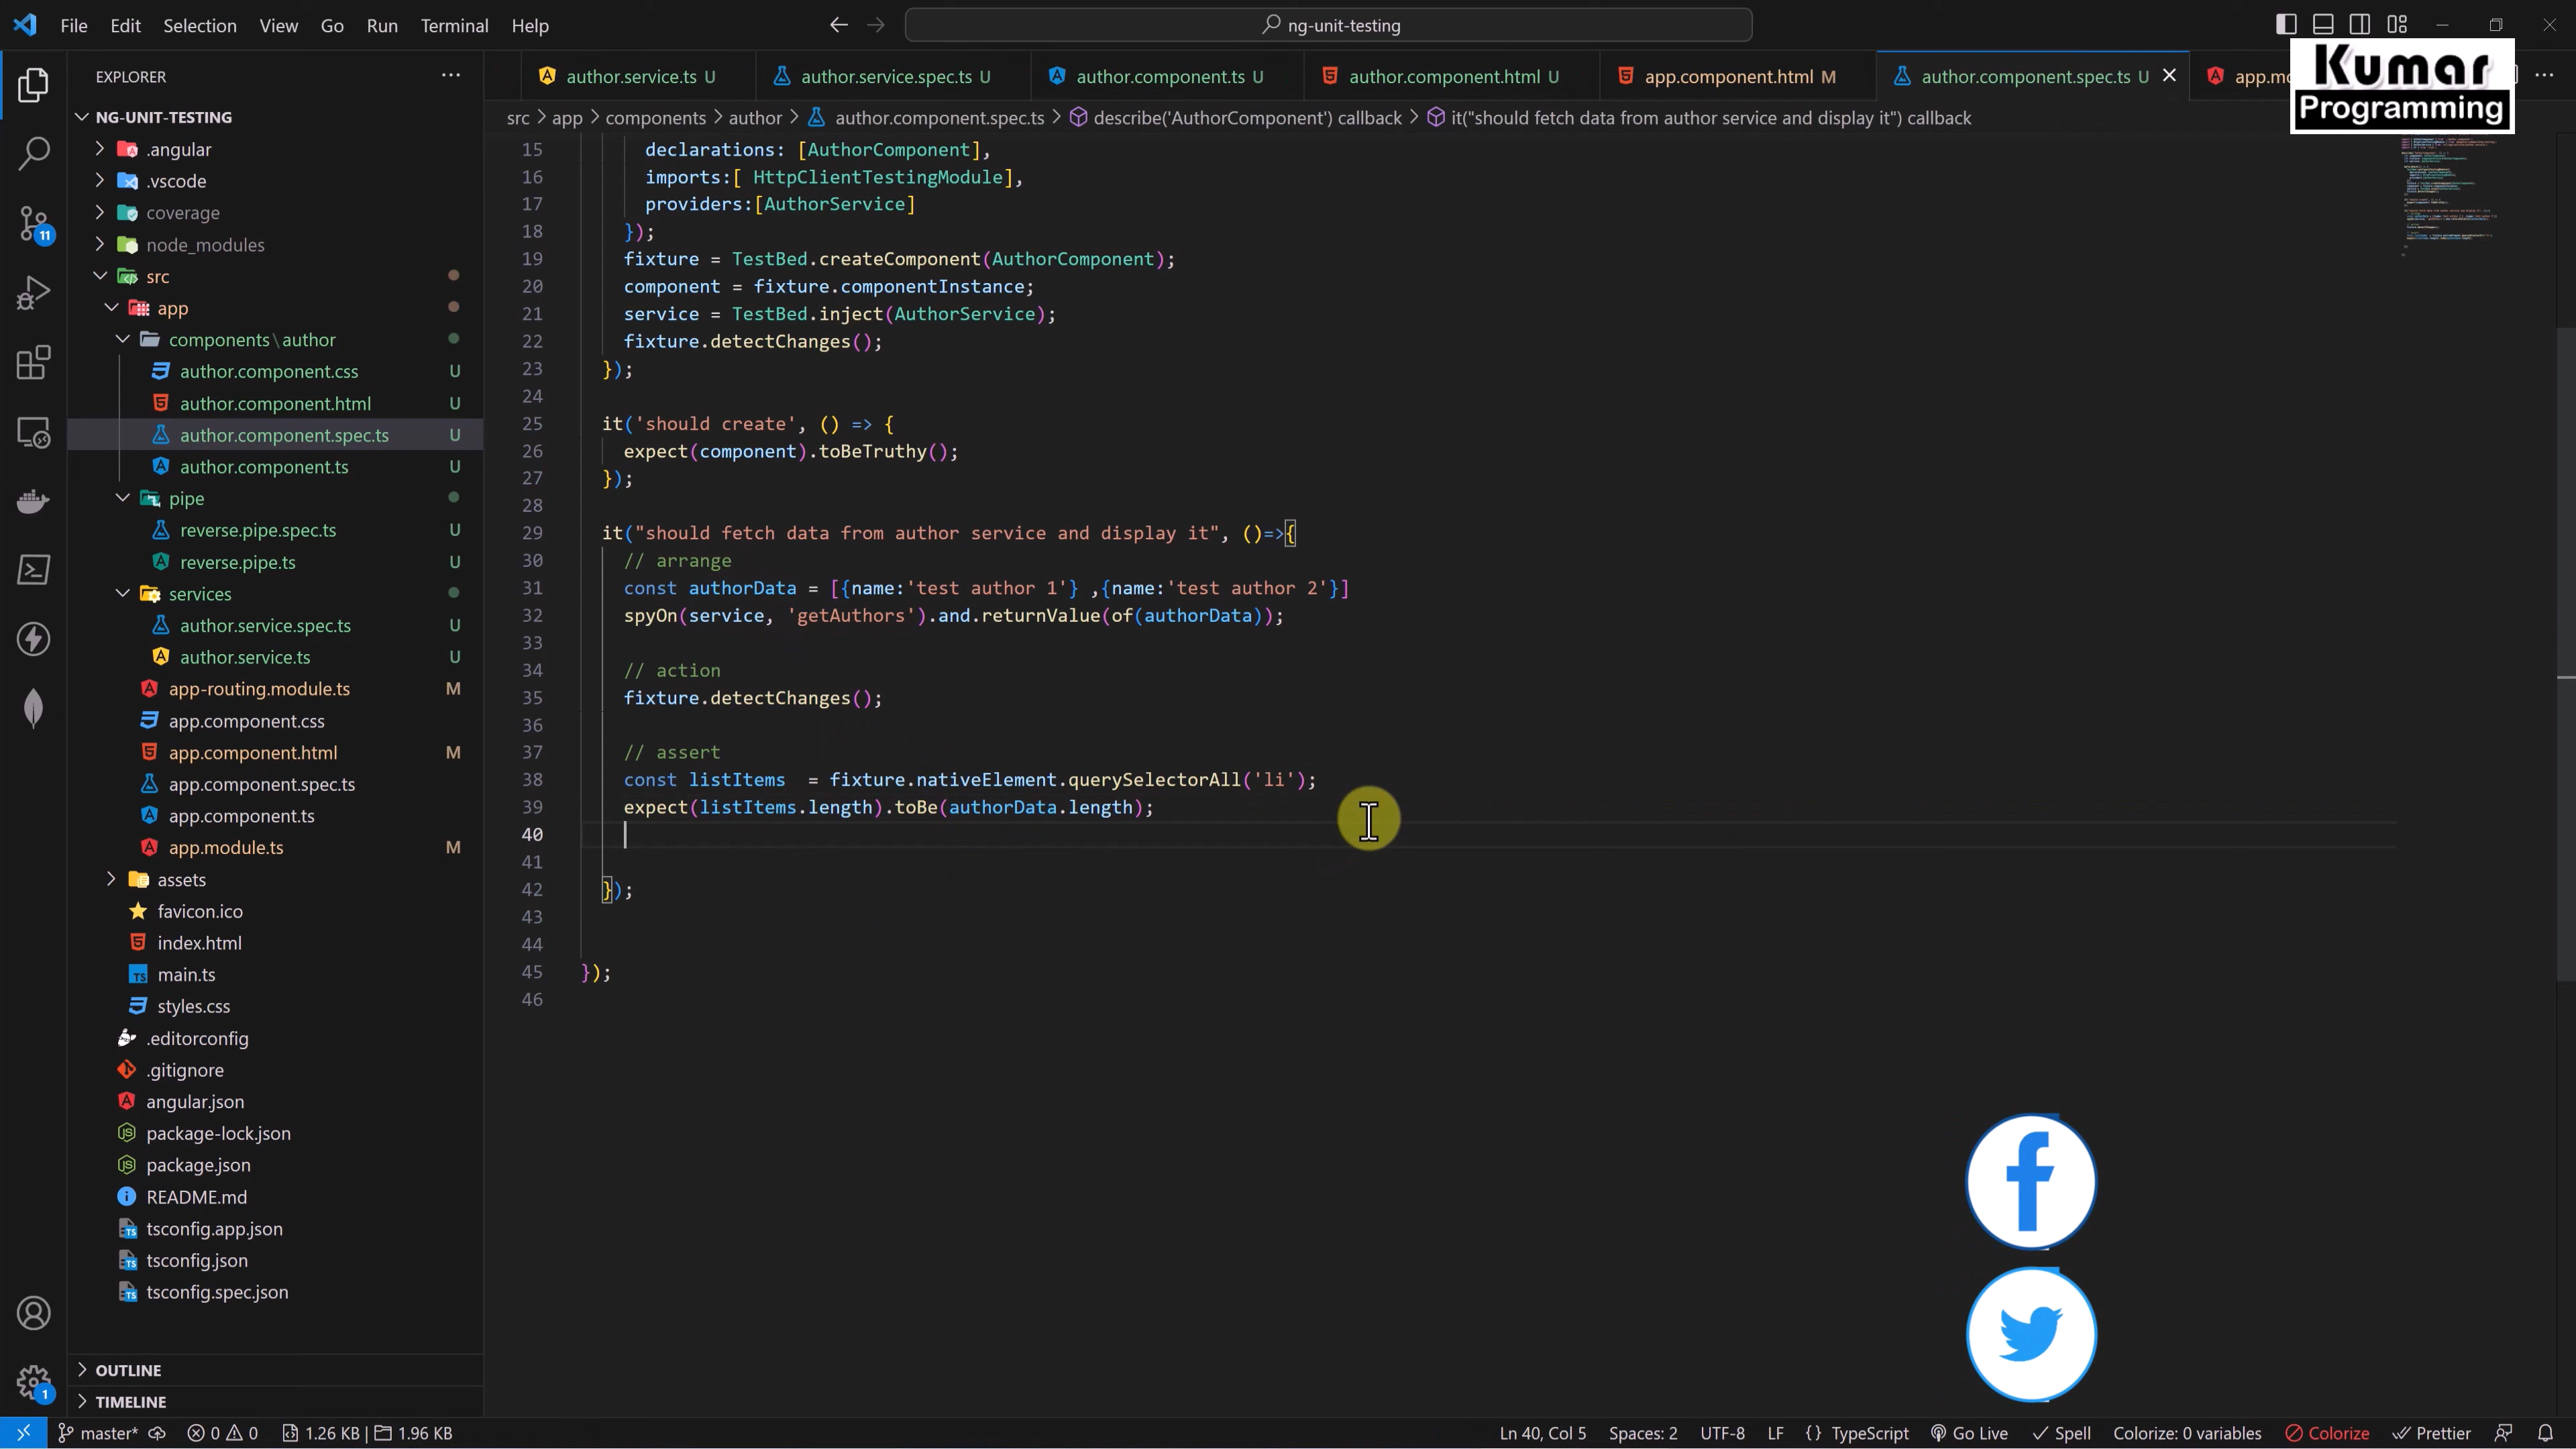 File Edit Selection View Go Run Terminal Help
ng-unit-testing
Kumar
Programming
EXPLORER
author.service.ts U
author.service.spec.ts U
author.component.ts U
author.component.html U
app.component.html M
author.component.spec.ts U
src > app > components > author > author.component.spec.ts > describe('AuthorComponent') callback > it("should fetch data from author service and display it") callback
NG-UNIT-TESTING
.angular
.vscode
coverage
node_modules
src
app
components\author
author.component.css U
author.component.html U
author.component.spec.ts U
author.component.ts U
pipe
reverse.pipe.spec.ts U
reverse.pipe.ts U
services
author.service.spec.ts U
author.service.ts U
app-routing.module.ts M
app.component.css
app.component.html M
app.component.spec.ts
app.component.ts
app.module.ts M
assets
favicon.ico
index.html
main.ts
styles.css
.editorconfig
.gitignore
angular.json
package-lock.json
package.json
README.md
tsconfig.app.json
tsconfig.json
tsconfig.spec.json
OUTLINE
TIMELINE
11
1
15 declarations: [AuthorComponent],
16 imports:[ HttpClientTestingModule],
17 providers:[AuthorService]
18 });
19 fixture = TestBed.createComponent(AuthorComponent);
20 component = fixture.componentInstance;
21 service = TestBed.inject(AuthorService);
22 fixture.detectChanges();
23 });
24
25 it('should create', () => {
26 expect(component).toBeTruthy();
27 });
28
29 it("should fetch data from author service and display it", ()=>{
30 // arrange
31 const authorData = [{name:'test author 1'} ,{name:'test author 2'}]
32 spyOn(service, 'getAuthors').and.returnValue(of(authorData));
33
34 // action
35 fixture.detectChanges();
36
37 // assert
38 const listItems  = fixture.nativeElement.querySelectorAll('li');
39 expect(listItems.length).toBe(authorData.length);
40
41
42 });
43
44
45 });
46
master* 0 0 1.26 KB | 1.96 KB
Ln 40, Col 5 Spaces: 2 UTF-8 LF {} TypeScript Go Live Spell Colorize: 0 variables Colorize Prettier